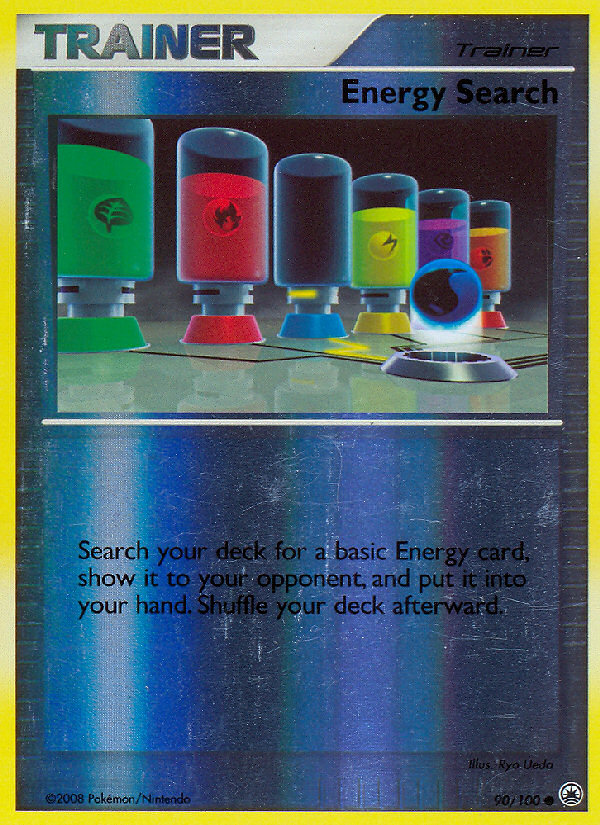 TRAINER
Trainer
Energy Search
Search your deck for a basic Energy card,
show it to your opponent, and put it into
your hand. Shuffle your deck afterward.
Illus. Ryo Ueda
©2008 Pokémon/Nintendo
90/100